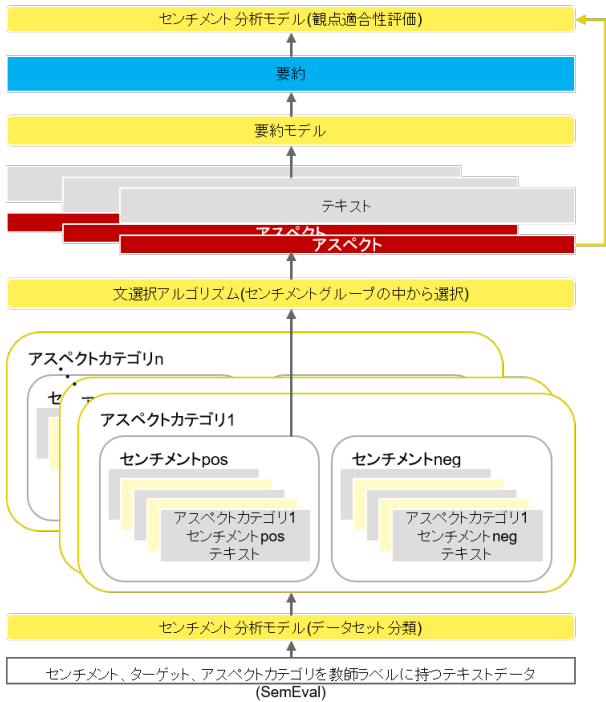 センチメント分析モデル(観点適合性評価)
要約
要約モデル
テキスト
アスペクト
アスペクト
文選択アルゴリズム(センチメントグループの中から選択)
アスペクトカテゴリn
セ
アスペクトカテゴリ1
センチメントpos
アスペクトカテゴリ1
センチメントpos
テキスト
センチメントneg
アスペクトカテゴリ1
センチメントneg
テキスト
センチメント分析モデル(データセット分類)
センチメント、ターゲット、アスペクトカテゴリを教師ラベルに持つテキストデータ
(SemEval)